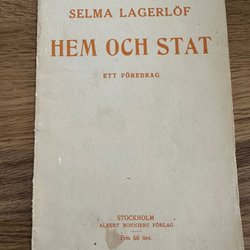 SELMA LAGERLÖF
HEM OCH STAT
ETT FÖREDRAG
STOCKHOLM
ALBERT BONNIERS FÖRLAG
Pris 50 öre.